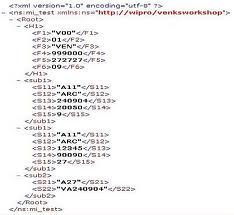 <?xml version="1.0" encoding="utf-8" ?>
- <ns:mi_test xmlns:ns="http://wipro/venksworkshop">
- <Root>
- <H1>
<F1>"V00"</F1>
<F2>01</F2>
<F3>"VEN"</F3>
<F4>999000</F4>
<F5>272727</F5>
<F6>09</F6>
</H1>
- <sub1>
<S11>"A11"</S11>
<S12>"ARC"</S12>
<S13>240904</S13>
<S14>20050</S14>
<S15>9</S15>
</sub1>
- <sub1>
<S11>"A11"</S11>
<S12>"ARC"</S12>
<S13>12345</S13>
<S14>98090</S14>
<S15>27</S15>
</sub1>
- <sub2>
<S21>"A27"</S21>
<S22>"VA240904"</S22>
</sub2>
</Root>
</ns:mi_test>